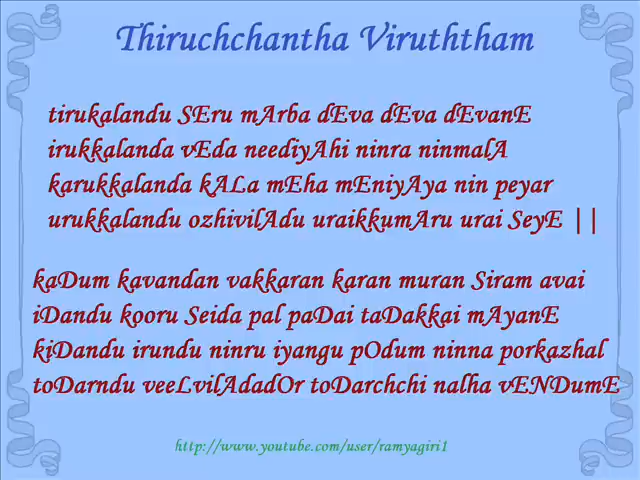 Thiruchchantha Viruththam
tirukalandu SEru mArba dEva dEva dEvanE
irukkalanda vEda neediyAhi ninra ninmalA
karukkalanda kALa mEha mEniyAya nin peyar
urukkalandu ozhivilAdu uraikkumAru urai SeyE ||
kaDum kavandan vakkaran karan muran Siram avai
iDandu kooru Seida pal paDai taDakkai mAyanE
kiDandu irundu ninru iyangu pOdum ninna porkazhal
toDarndu veeLvilAdadOr toDarchchi nalha vENDumE
http://www.youtube.com/user/ramyagiri1